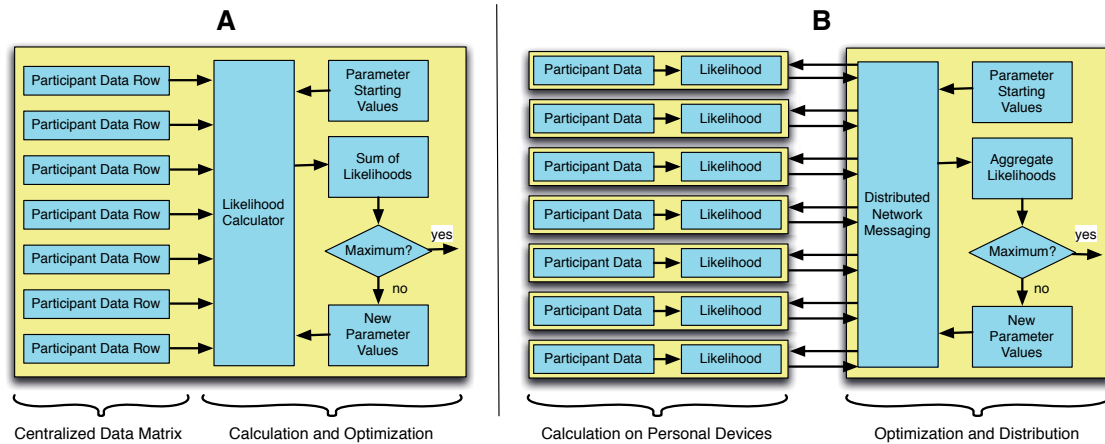 A
Participant Data Row
Participant Data Row
Participant Data Row
Participant Data Row
Participant Data Row
Participant Data Row
Participant Data Row
Likelihood
Calculator
Parameter
Starting
Values
Sum of
Likelihoods
Maximum?
yes
no
New
Parameter
Values
Centralized Data Matrix
Calculation and Optimization
B
Participant Data
Likelihood
Participant Data
Likelihood
Participant Data
Likelihood
Participant Data
Likelihood
Participant Data
Likelihood
Participant Data
Likelihood
Participant Data
Likelihood
Distributed
Network
Messaging
Parameter
Starting
Values
Aggregate
Likelihoods
Maximum?
yes
no
New
Parameter
Values
Calculation on Personal Devices
Optimization and Distribution